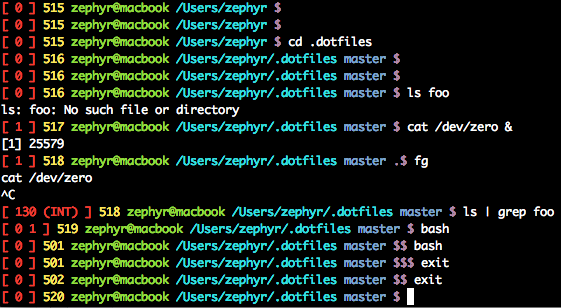 [ 0 ] 515 zephyr@macbook /Users/zephyr $
[ 0 ] 515 zephyr@macbook /Users/zephyr $
[ 0 ] 515 zephyr@macbook /Users/zephyr $ cd .dotfiles
[ 0 ] 516 zephyr@macbook /Users/zephyr/.dotfiles master $
[ 0 ] 516 zephyr@macbook /Users/zephyr/.dotfiles master $
[ 0 ] 516 zephyr@macbook /Users/zephyr/.dotfiles master $ ls foo
ls: foo: No such file or directory
[ 1 ] 517 zephyr@macbook /Users/zephyr/.dotfiles master $ cat /dev/zero &
[1] 25579
[ 1 ] 518 zephyr@macbook /Users/zephyr/.dotfiles master .$ fg
cat /dev/zero
^C
[ 130 (INT) ] 518 zephyr@macbook /Users/zephyr/.dotfiles master $ ls | grep foo
[ 0 1 ] 519 zephyr@macbook /Users/zephyr/.dotfiles master $ bash
[ 0 ] 501 zephyr@macbook /Users/zephyr/.dotfiles master $$ bash
[ 0 ] 501 zephyr@macbook /Users/zephyr/.dotfiles master $$$ exit
[ 0 ] 502 zephyr@macbook /Users/zephyr/.dotfiles master $$ exit
[ 0 ] 520 zephyr@macbook /Users/zephyr/.dotfiles master $